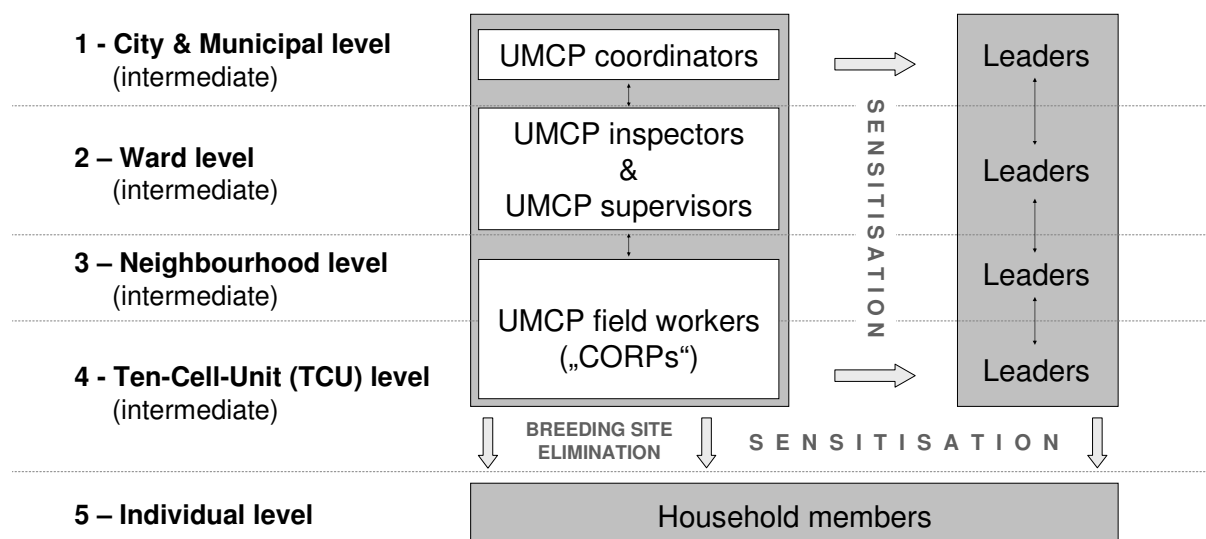 1 - City & Municipal level
(intermediate)
UMCP coordinators
Leaders
2 – Ward level
(intermediate)
UMCP inspectors
&
UMCP supervisors
Leaders
SENSITISATION
3 – Neighbourhood level
(intermediate)
Leaders
4 - Ten-Cell-Unit (TCU) level
(intermediate)
UMCP field workers
(„CORPs“)
Leaders
BREEDING SITE
ELIMINATION
SENSITISATION
5 – Individual level
Household members